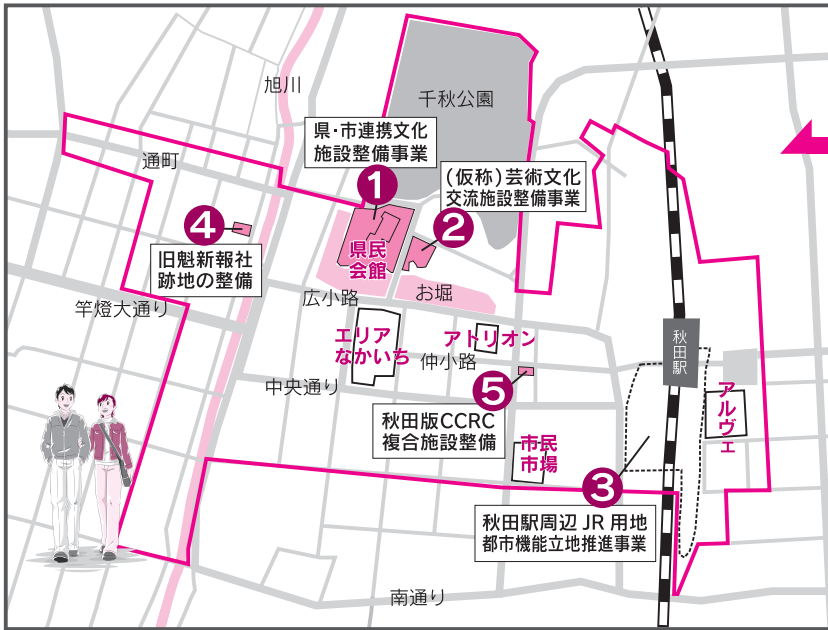 旭川
千秋公園
県・市連携文化
施設整備事業
1
(仮称)芸術文化
交流施設整備事業
2
通町
4
旧魁新報社
跡地の整備
県民
会館
お堀
広小路
竿燈大通り
エリア
なかいち
アトリオン
仲小路
秋田駅
中央通り
5
秋田版CCRC
複合施設整備
アルヴェ
市民
市場
3
秋田駅周辺 JR 用地
都市機能立地推進事業
南通り